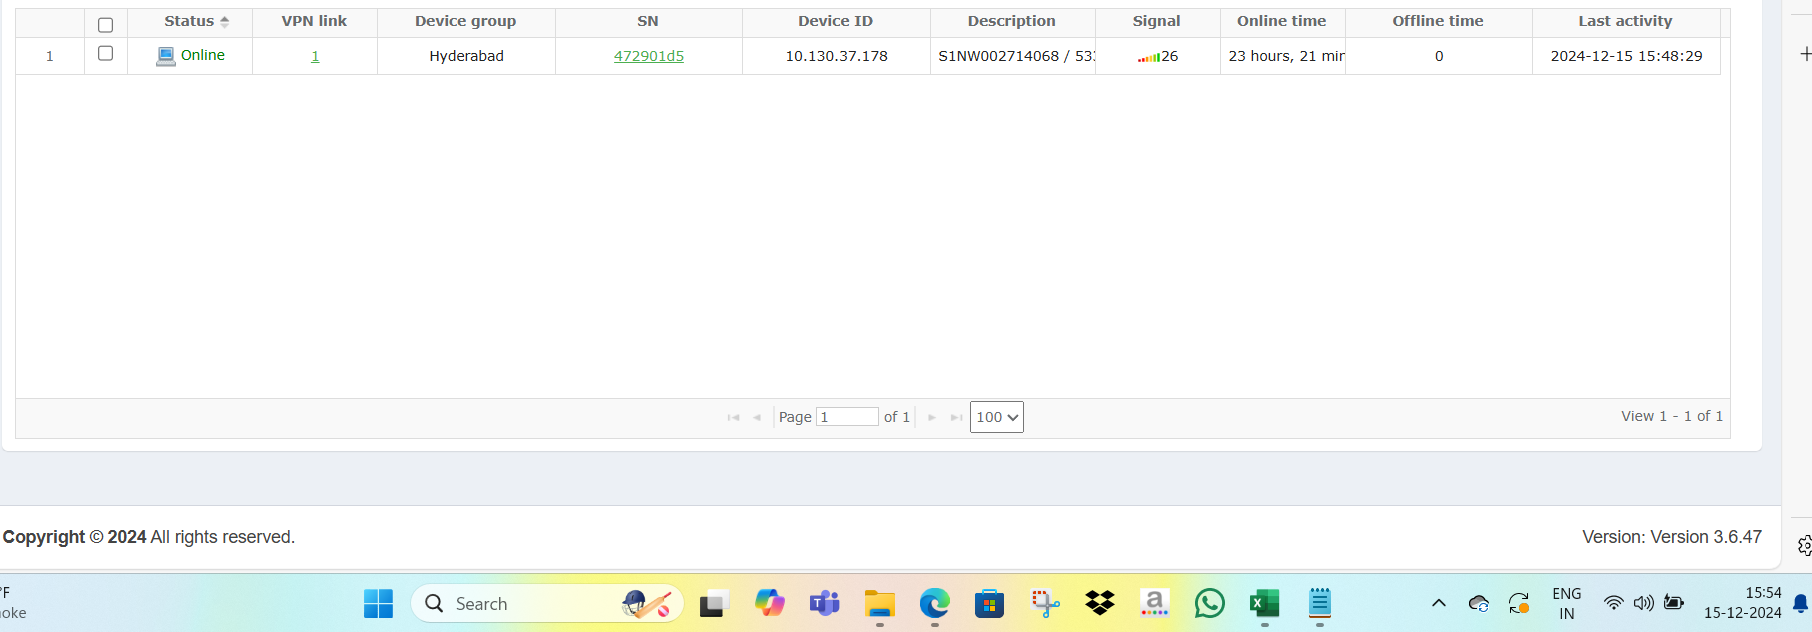 Status VPN link Device group SN Device ID Description Signal Online time Offline time Last activity
1 Online 1 Hyderabad 472901d5 10.130.37.178 S1NW002714068 / 53 26 23 hours, 21 min 0 2024-12-15 15:48:29
Page 1 of 1 100 View 1 - 1 of 1
Copyright © 2024 All rights reserved. Version: Version 3.6.47
°F Search ENG 15:54
oke IN 15-12-2024